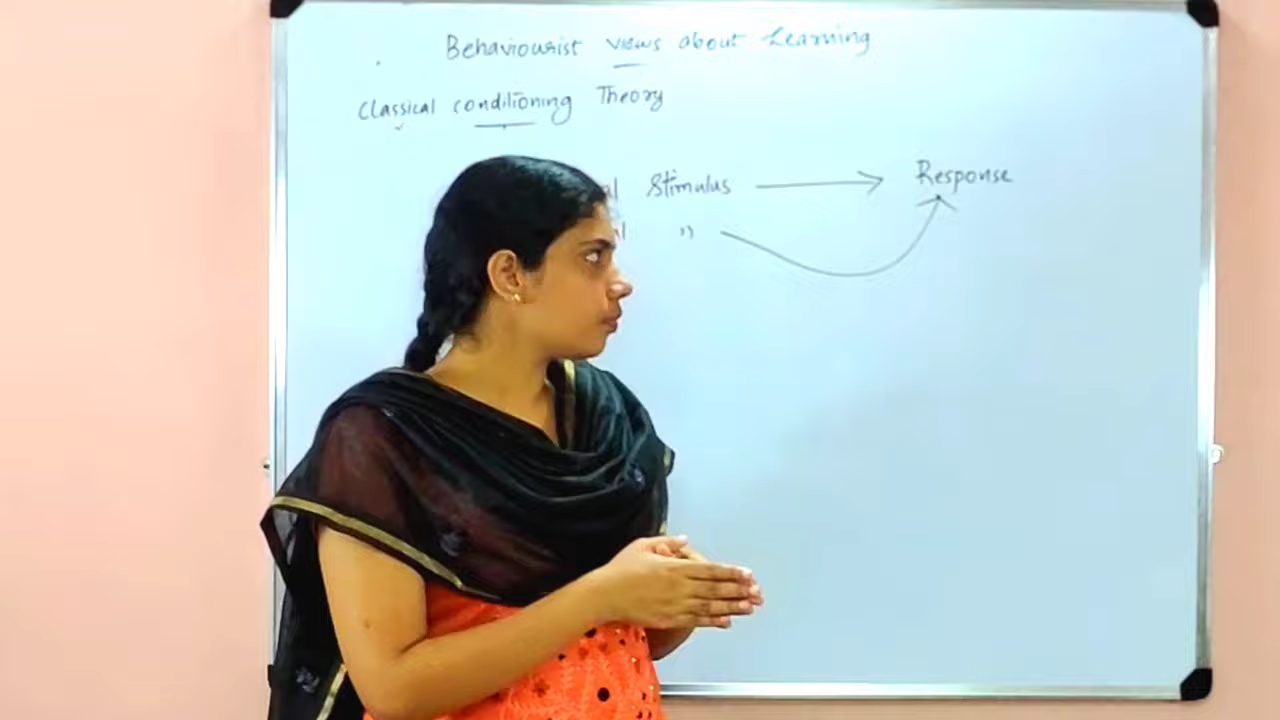 Behaviourist views about Learning
Classical conditioning Theory
Stimulus → Response
〃